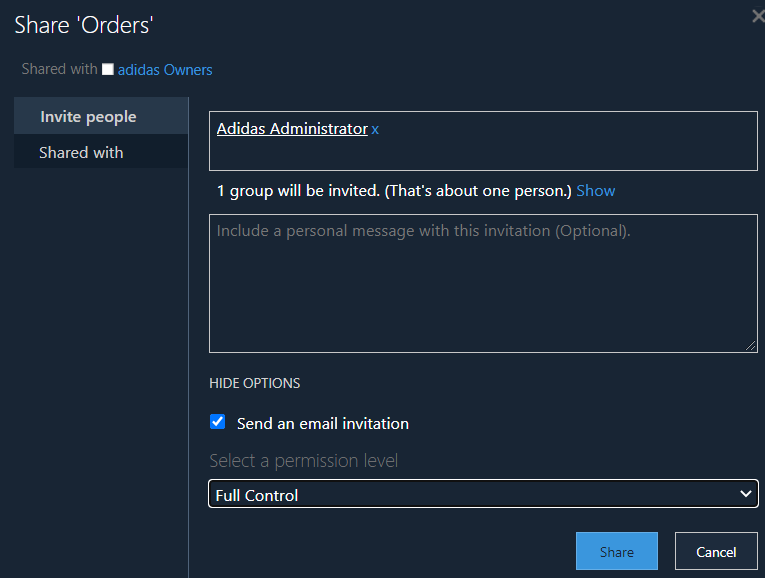 Share 'Orders'
Shared with adidas Owners
Invite people
Shared with
Adidas Administrator x
1 group will be invited. (That's about one person.) Show
Include a personal message with this invitation (Optional).
HIDE OPTIONS
Send an email invitation
Select a permission level
Full Control
Share
Cancel